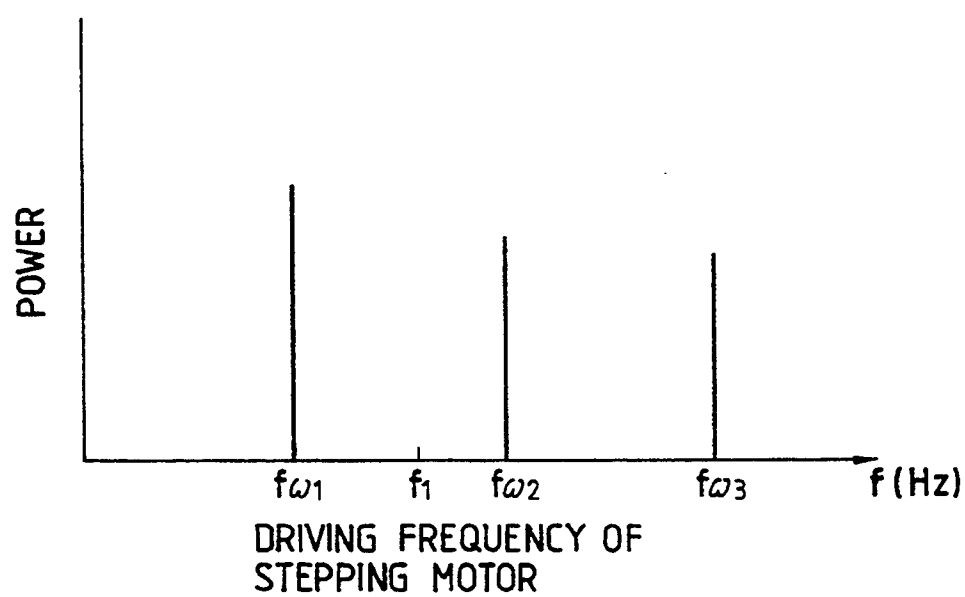 POWER
fω1 f1 fω2 fω3 f(Hz)
DRIVING FREQUENCY OF
STEPPING MOTOR